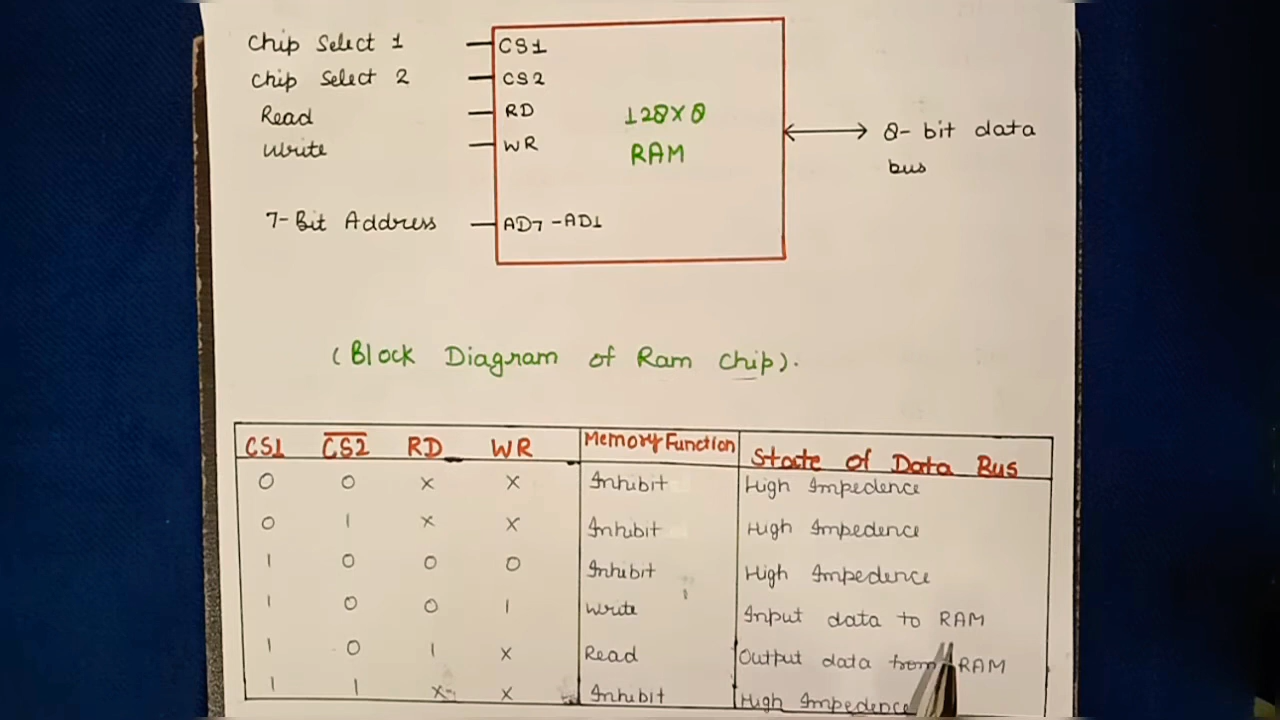 Chip Select 1 CS1
Chip Select 2 CS2
Read RD
Write WR
128X8
RAM
8-bit data
bus
7-Bit Address AD7-AD1
(Block Diagram of Ram Chip).
CS1 C̅S̅2̅ RD WR Memory Function State of Data Bus
0 0 x x Inhibit High Impedence
0 1 x x Inhibit High Impedence
1 0 0 0 Inhibit High Impedence
1 0 0 1 Write Input data to RAM
1 0 1 x Read Output data from RAM
1 1 x x Inhibit High Impedence